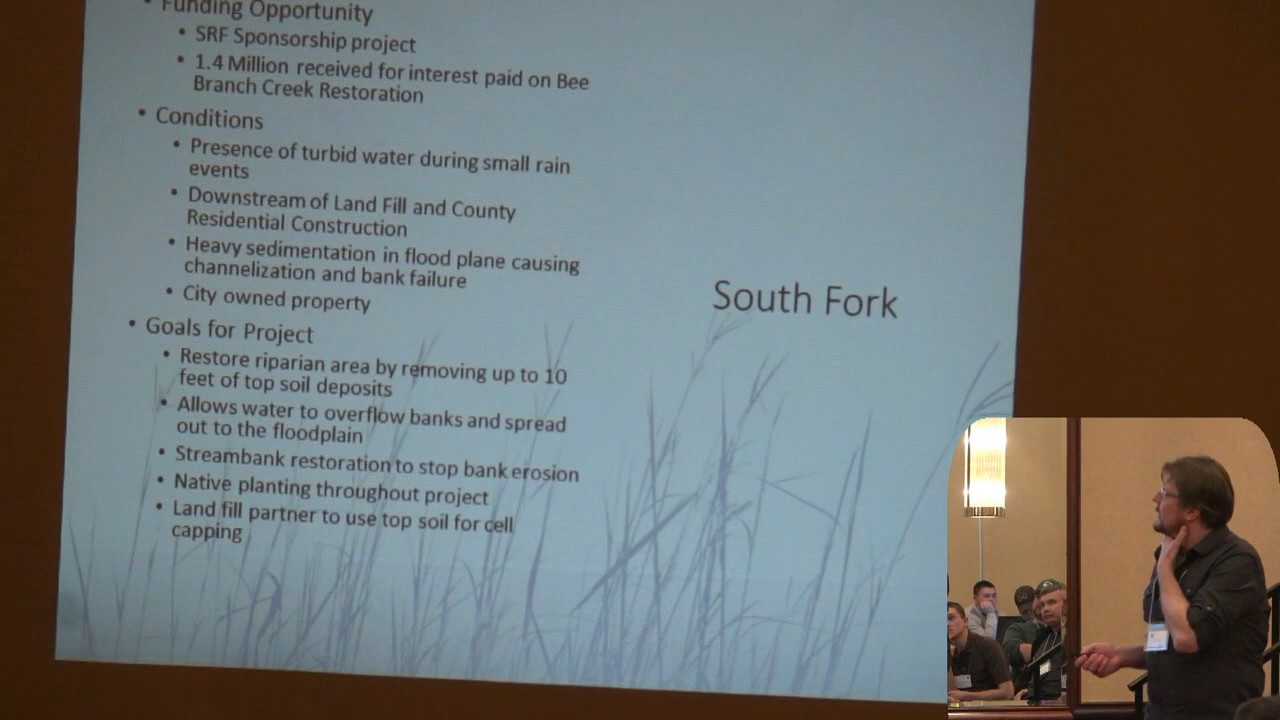 • Funding Opportunity
• SRF Sponsorship project
• 1.4 Million received for interest paid on Bee
Branch Creek Restoration
• Conditions
• Presence of turbid water during small rain
events
• Downstream of Land Fill and County
Residential Construction
• Heavy sedimentation in flood plane causing
channelization and bank failure
• City owned property
• Goals for Project
• Restore riparian area by removing up to 10
feet of top soil deposits
• Allows water to overflow banks and spread
out to the floodplain
• Streambank restoration to stop bank erosion
• Native planting throughout project
• Land fill partner to use top soil for cell
capping
South Fork